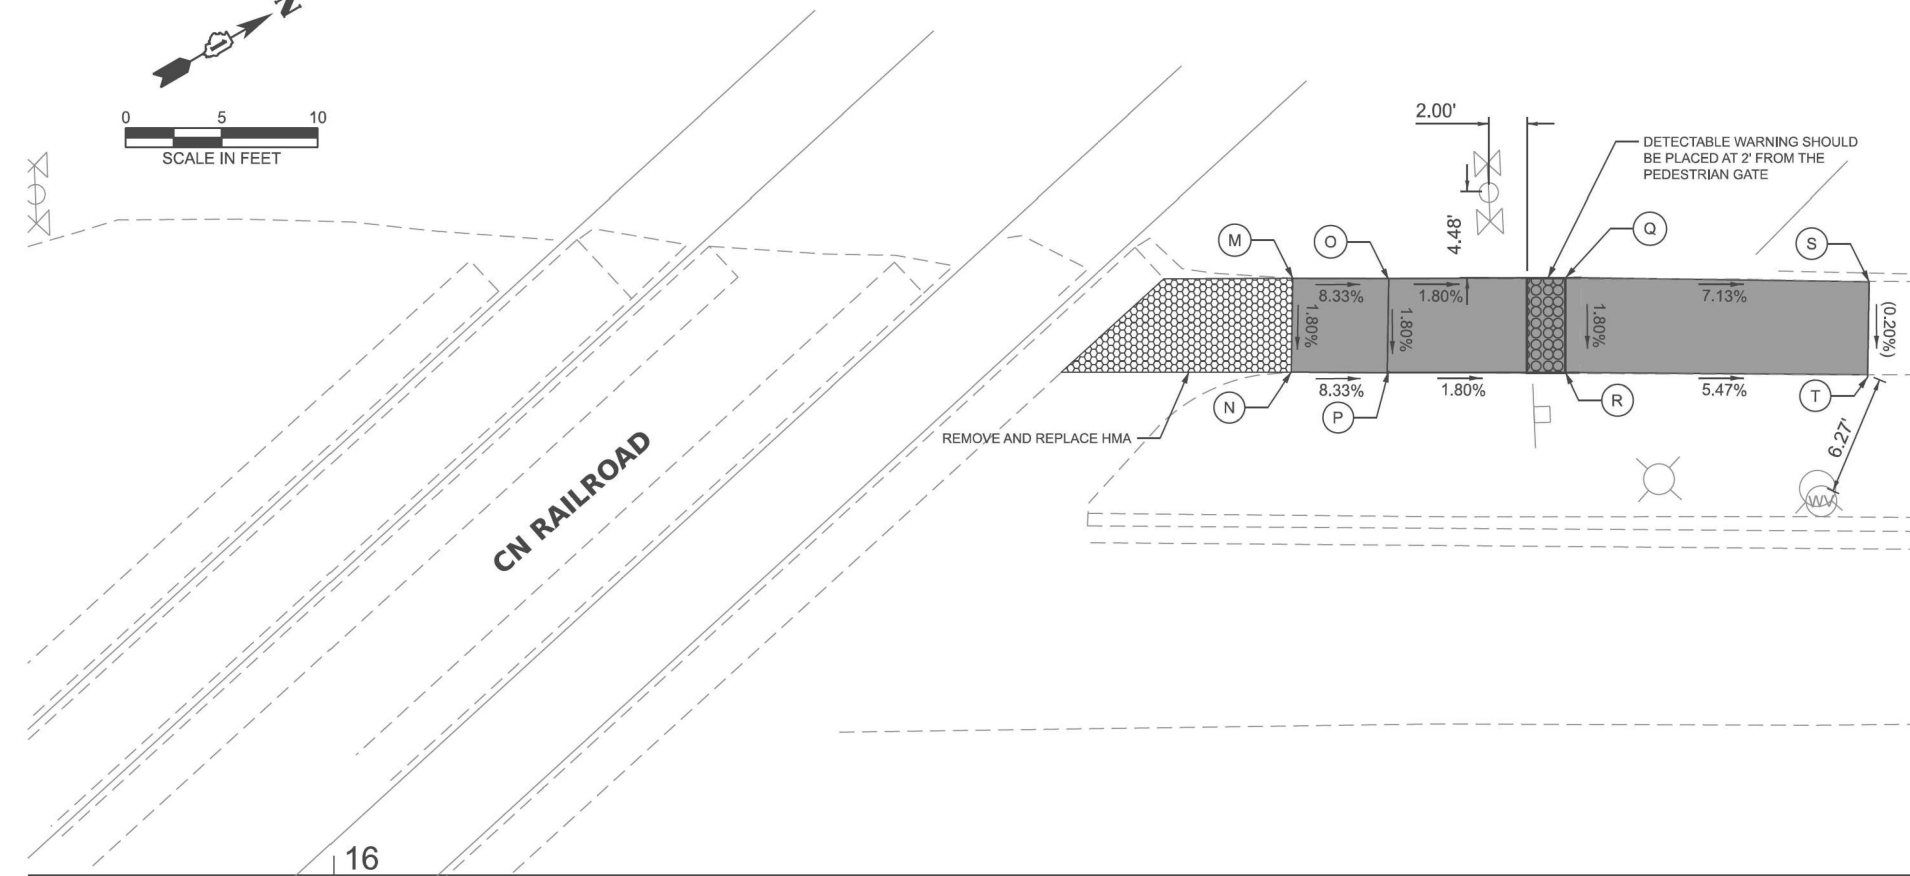 N
0 5 10
SCALE IN FEET
2.00'
DETECTABLE WARNING SHOULD
BE PLACED AT 2' FROM THE
PEDESTRIAN GATE
4.48'
M
O
Q
S
8.33%
1.80%
7.13%
1.80%
1.80%
1.80%
(0.20%)
8.33%
1.80%
5.47%
N
P
R
T
REMOVE AND REPLACE HMA
6.27'
WV
CN RAILROAD
16